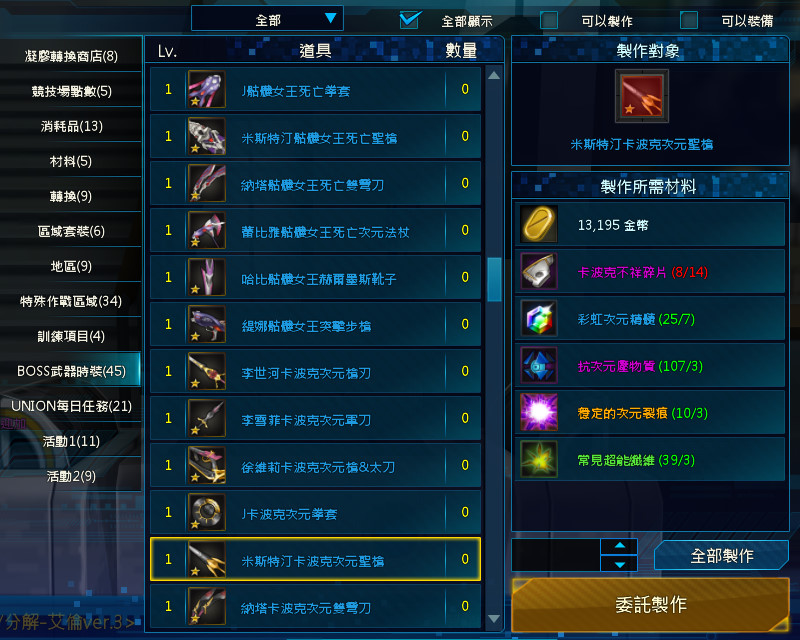 全部
全部顯示
可以製作
可以裝備
凝膠轉換商店(8)
競技場點數(5)
消耗品(13)
材料(5)
轉換(9)
區域套裝(6)
地區(9)
特殊作戰區域(34)
訓練項目(4)
BOSS武器時裝(45)
UNION每日任務(21)
活動1(11)
活動2(9)
Lv. 道具 數量
1 J骷髏女王死亡拳套 0
1 米斯特汀骷髏女王死亡聖槍 0
1 納塔骷髏女王死亡雙彎刀 0
1 蕾比雅骷髏女王死亡次元法杖 0
1 哈比骷髏女王赫爾墨斯靴子 0
1 緹娜骷髏女王突擊步槍 0
1 李世河卡波克次元槍刃 0
1 李雪菲卡波克次元軍刀 0
1 徐維莉卡波克次元槍&太刀 0
1 J卡波克次元拳套 0
1 米斯特汀卡波克次元聖槍 0
1 納塔卡波克次元雙彎刀 0
製作對象
米斯特汀卡波克次元聖槍
製作所需材料
13,195 金幣
卡波克不祥碎片 (8/14)
彩虹次元精髓 (25/7)
抗次元塵物質 (107/3)
穩定的次元裂痕 (10/3)
常見超能纖維 (39/3)
全部製作
委託製作
/分解-艾倫ver.3>